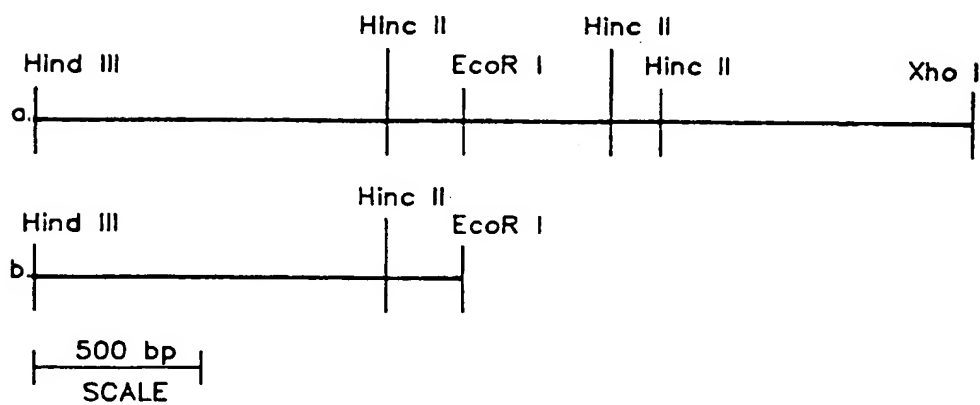 Hinc II Hinc II
Hind III EcoR I Hinc II Xho I
a.
Hinc II
Hind III EcoR I
b.
500 bp
SCALE